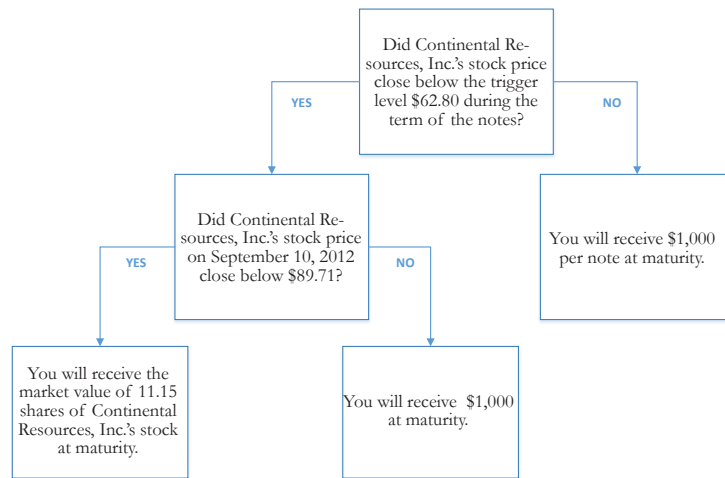 Did Continental Re-
sources, Inc.'s stock price
close below the trigger
level $62.80 during the
term of the notes?
YES
NO
Did Continental Re-
sources, Inc.'s stock price
on September 10, 2012
close below $89.71?
You will receive $1,000
per note at maturity.
YES
NO
You will receive the
market value of 11.15
shares of Continental
Resources, Inc.'s stock
at maturity.
You will receive $1,000
at maturity.